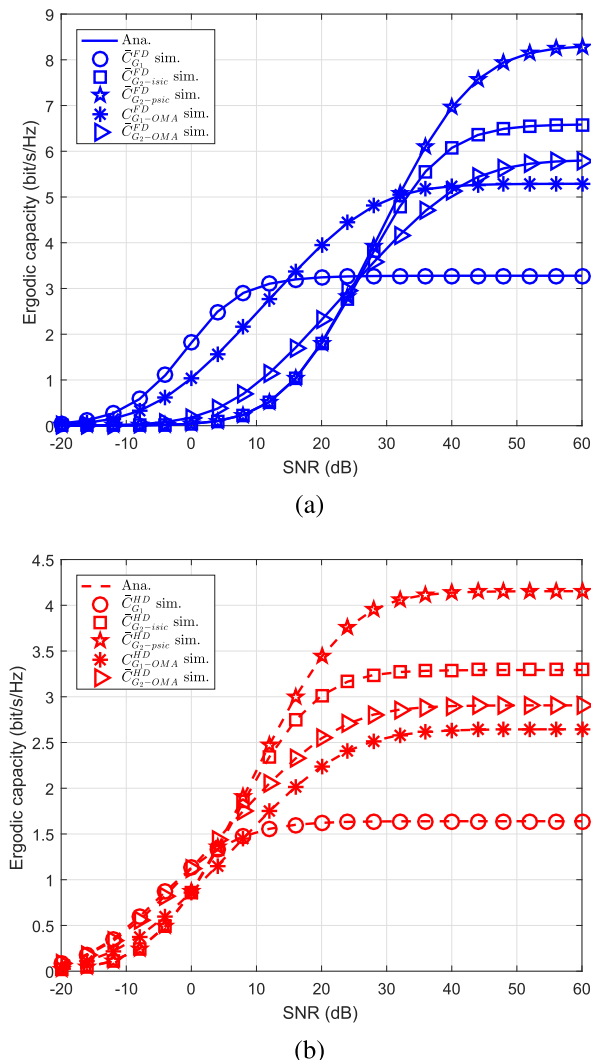 9
8
7
6
5
4
3
2
1
0
Ergodic capacity (bit/s/Hz)
Ana.
C̄^{FD}_{G_1} sim.
C̄^{FD}_{G_2-isic} sim.
C̄^{FD}_{G_2-psic} sim.
C^{FD}_{G_1-OMA} sim.
C̄^{FD}_{G_2-OMA} sim.
-20 -10 0 10 20 30 40 50 60
SNR (dB)
(a)
4.5
4
3.5
3
2.5
2
1.5
1
0.5
0
Ergodic capacity (bit/s/Hz)
Ana.
C̄^{HD}_{G_1} sim.
C̄^{HD}_{G_2-isic} sim.
C̄^{HD}_{G_2-psic} sim.
C^{HD}_{G_1-OMA} sim.
C̄^{HD}_{G_2-OMA} sim.
-20 -10 0 10 20 30 40 50 60
SNR (dB)
(b)